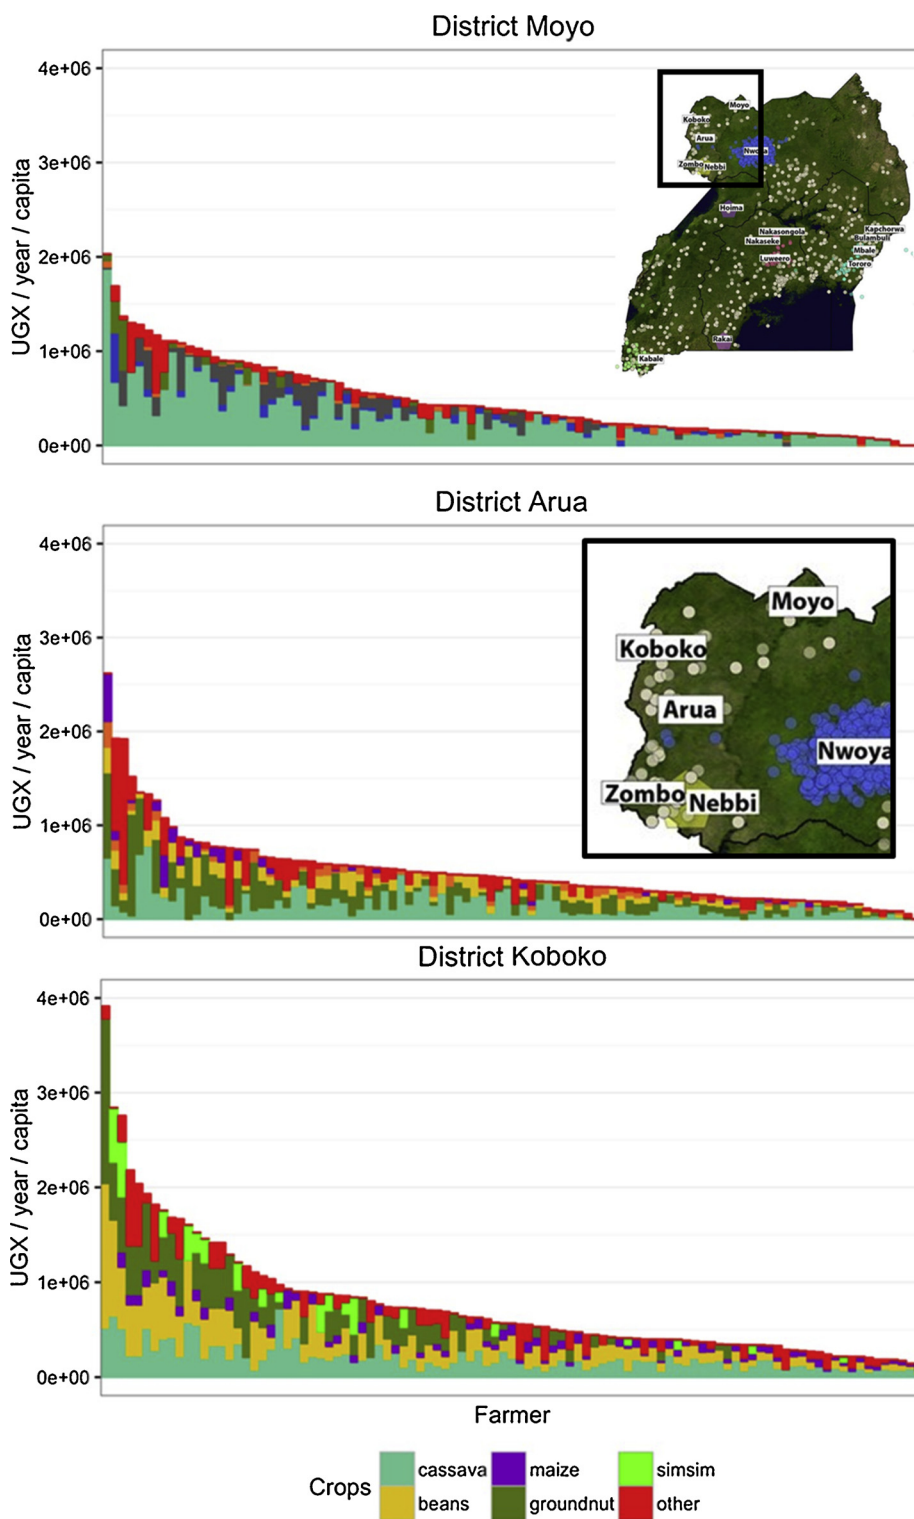 District Moyo
UGX / year / capita
4e+06
3e+06
2e+06
1e+06
0e+00
Moyo
Koboko
Arua
Nwoya
Zombo
Nebbi
Hoima
Nakasongola
Nakaseke
Luweero
Kapchorwa
Bulambuli
Mbale
Tororo
Rakai
Kabale
District Arua
UGX / year / capita
4e+06
3e+06
2e+06
1e+06
0e+00
Moyo
Koboko
Arua
Nwoya
Zombo
Nebbi
District Koboko
UGX / year / capita
4e+06
3e+06
2e+06
1e+06
0e+00
Farmer
Crops
cassava maize simsim
beans groundnut other